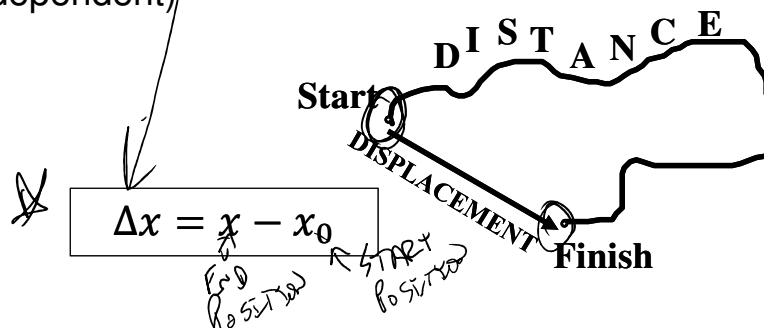 dependent)
DISTANCE
Start
DISPLACEMENT
Δx = x − x₀
END POSITION
START POSITION
Finish